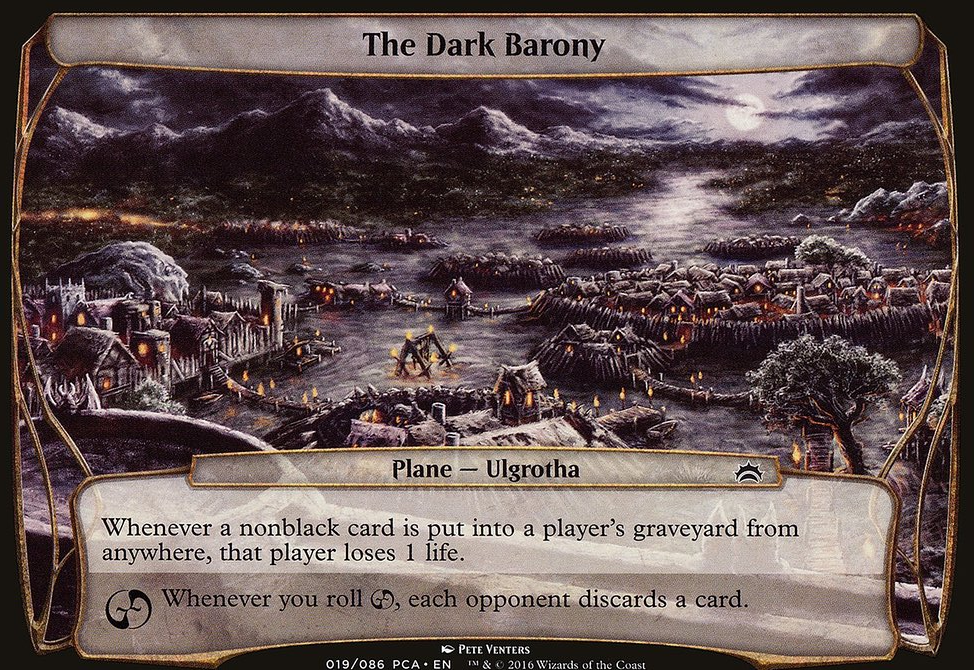 The Dark Barony
Plane — Ulgrotha
Whenever a nonblack card is put into a player's graveyard from
anywhere, that player loses 1 life.
Whenever you roll , each opponent discards a card.
Pete Venters
019/086 PCA • EN ™ & © 2016 Wizards of the Coast